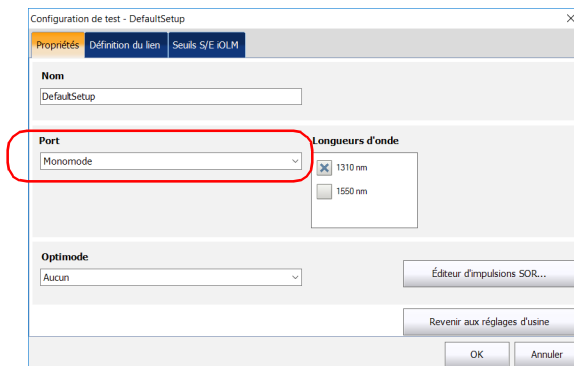 Configuration de test - DefaultSetup
Propriétés Définition du lien Seuils S/E iOLM
Nom
DefaultSetup
Port Longueurs d'onde
Monomode
1310 nm
1550 nm
Optimode
Aucun
Éditeur d'impulsions SOR...
Revenir aux réglages d'usine
OK Annuler